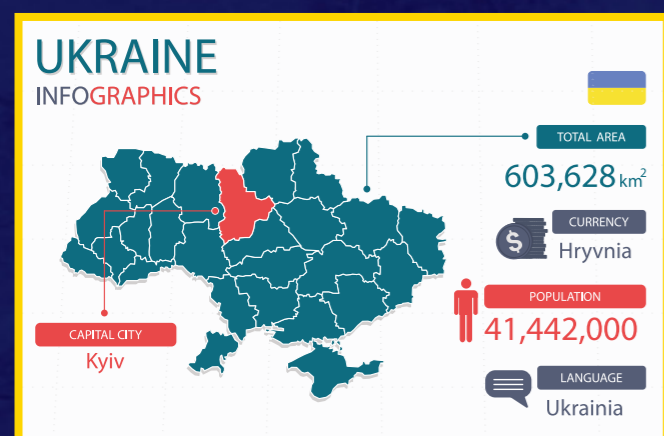 UKRAINE
INFOGRAPHICS
TOTAL AREA
603,628 km²
CURRENCY
$
Hryvnia
POPULATION
41,442,000
CAPITAL CITY
Kyiv
LANGUAGE
Ukrainia